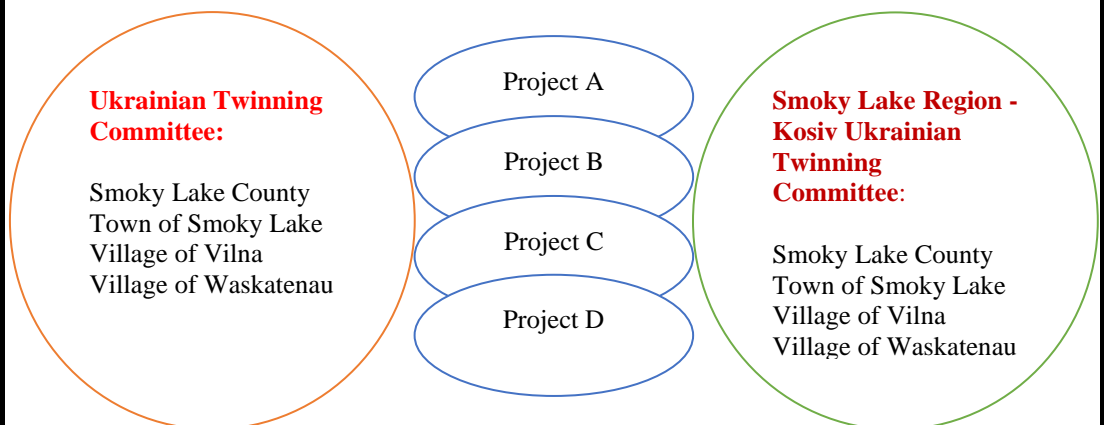 Ukrainian Twinning
Committee:
Smoky Lake County
Town of Smoky Lake
Village of Vilna
Village of Waskatenau
Project A
Project B
Project C
Project D
Smoky Lake Region -
Kosiv Ukrainian
Twinning
Committee:
Smoky Lake County
Town of Smoky Lake
Village of Vilna
Village of Waskatenau